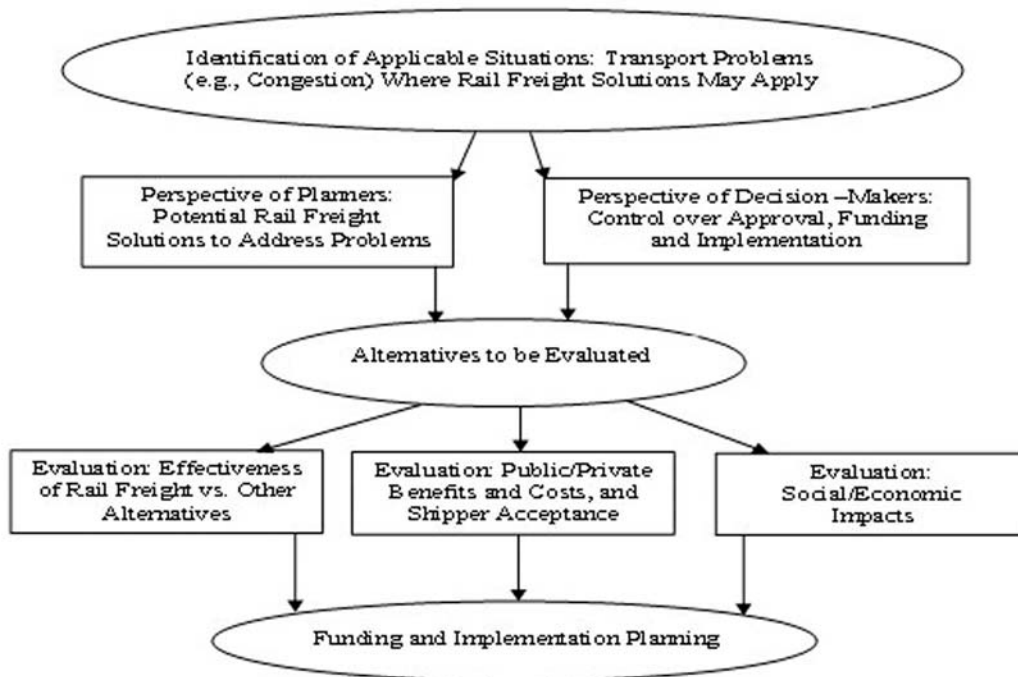 Identification of Applicable Situations: Transport Problems
(e.g., Congestion) Where Rail Freight Solutions May Apply
Perspective of Planners:
Potential Rail Freight
Solutions to Address Problems
Perspective of Decision –Makers:
Control over Approval, Funding
and Implementation
Alternatives to be Evaluated
Evaluation: Effectiveness
of Rail Freight vs. Other
Alternatives
Evaluation: Public/Private
Benefits and Costs, and
Shipper Acceptance
Evaluation:
Social/Economic
Impacts
Funding and Implementation Planning